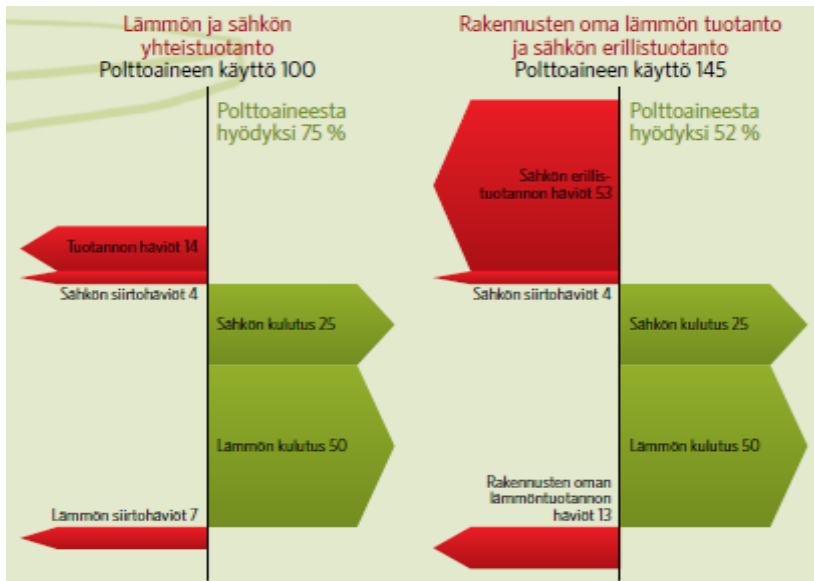 Lämmön ja sähkön
yhteistuotanto
Polttoaineen käyttö 100
Polttoaineesta
hyödyksi 75 %
Tuotannon häviöt 14
Sähkön siirtohäviöt 4
Sähkön kulutus 25
Lämmön kulutus 50
Lämmön siirtohäviöt 7
Rakennusten oma lämmön tuotanto
ja sähkön erillistuotanto
Polttoaineen käyttö 145
Polttoaineesta
hyödyksi 52 %
Sähkön erillis-
tuotannon häviöt 53
Sähkön siirtohäviöt 4
Sähkön kulutus 25
Lämmön kulutus 50
Rakennusten oman
lämmöntuotannon
häviöt 13